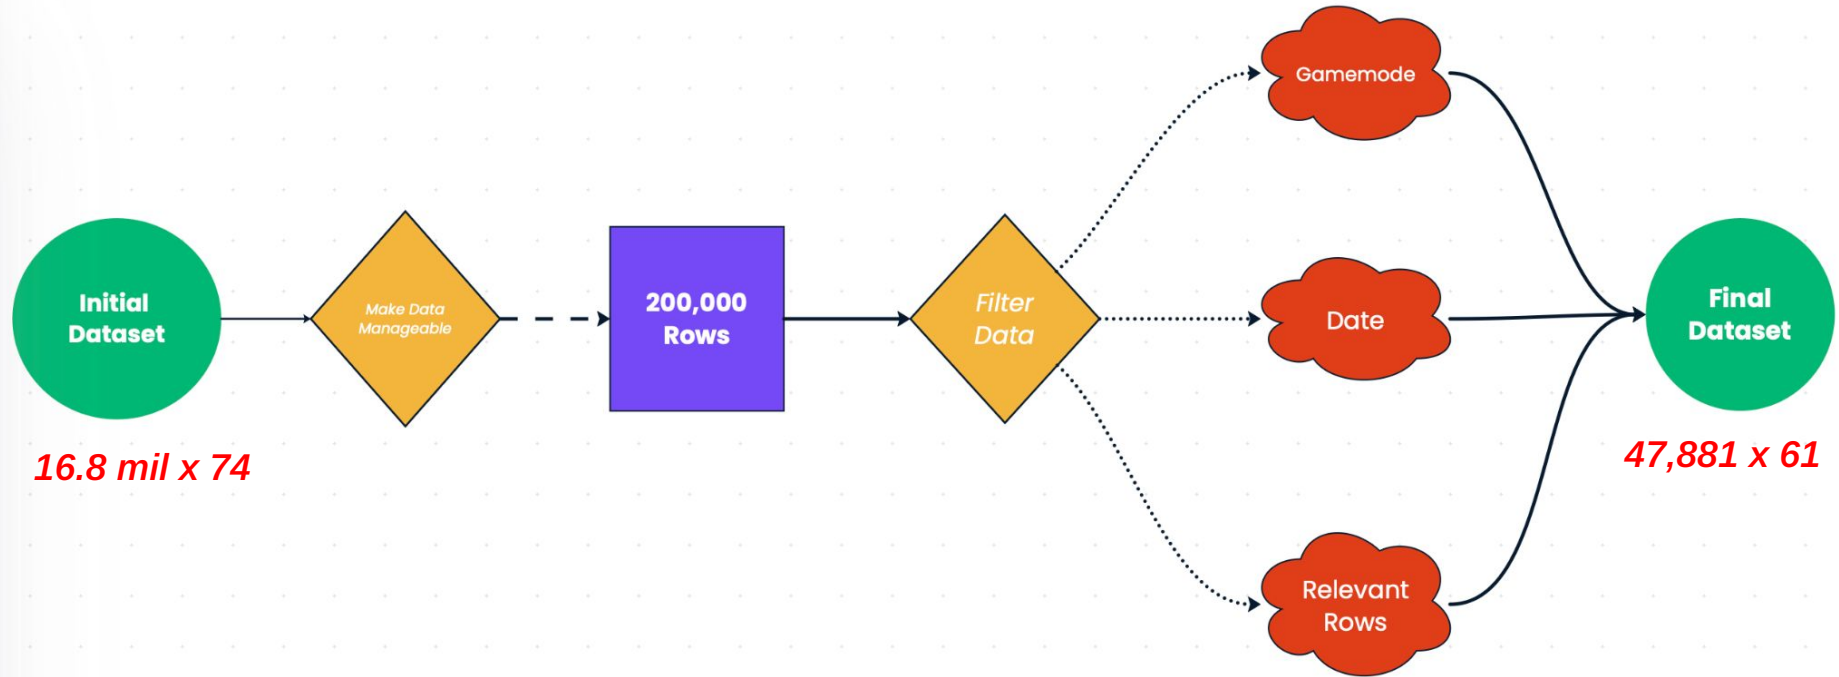 Initial
Dataset
16.8 mil x 74
Make Data
Manageable
200,000
Rows
Filter
Data
Gamemode
Date
Relevant
Rows
Final
Dataset
47,881 x 61